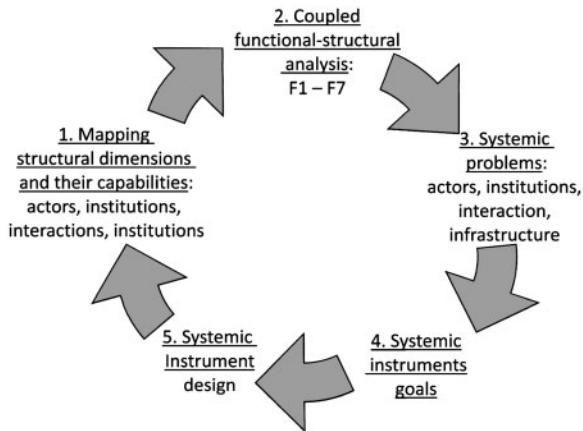 2. Coupled
functional-structural
analysis:
F1 – F7
1. Mapping
structural dimensions
and their capabilities:
actors, institutions,
interactions, institutions
3. Systemic
problems:
actors, institutions,
interaction,
infrastructure
5. Systemic
Instrument
design
4. Systemic
instruments
goals